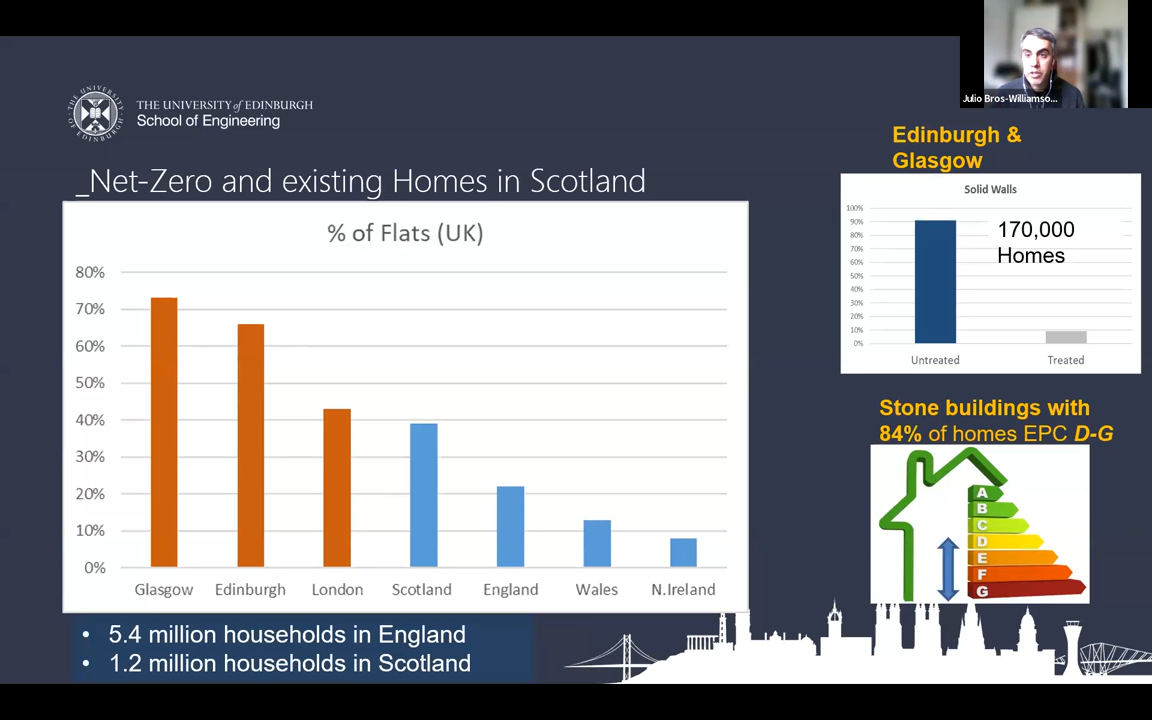 Julio Bros-Williamso...
THE UNIVERSITY of EDINBURGH
School of Engineering
_Net-Zero and existing Homes in Scotland
% of Flats (UK)
80%
70%
60%
50%
40%
30%
20%
10%
0%
Glasgow Edinburgh London Scotland England Wales N.Ireland
• 5.4 million households in England
• 1.2 million households in Scotland
Edinburgh &
Glasgow
Solid Walls
100%
90%
80%
70%
60%
50%
40%
30%
20%
10%
0%
170,000
Homes
Untreated Treated
Stone buildings with
84% of homes EPC D-G
A
B
C
D
E
F
G